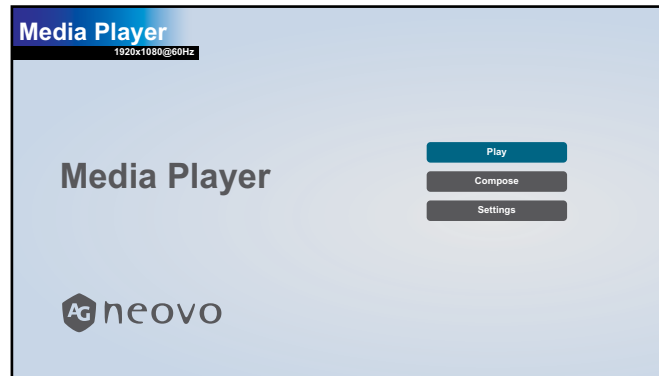 Media Player
1920x1080@60Hz
Media Player
Play
Compose
Settings
AG neovo